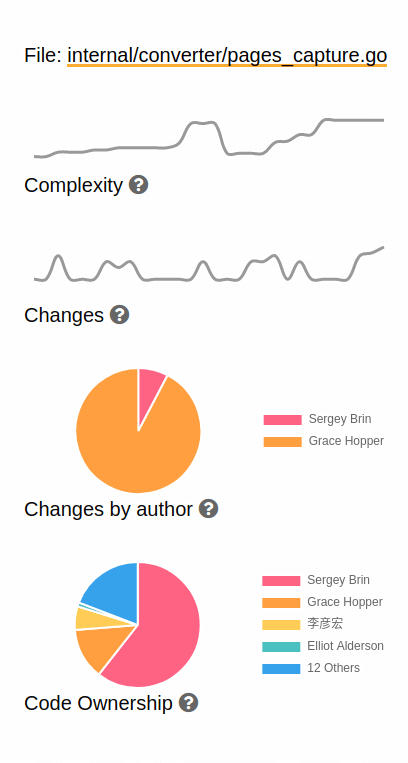 File: internal/converter/pages_capture.go
Complexity ?
Changes ?
Sergey Brin
Grace Hopper
Changes by author ?
Sergey Brin
Grace Hopper
李彦宏
Elliot Alderson
12 Others
Code Ownership ?